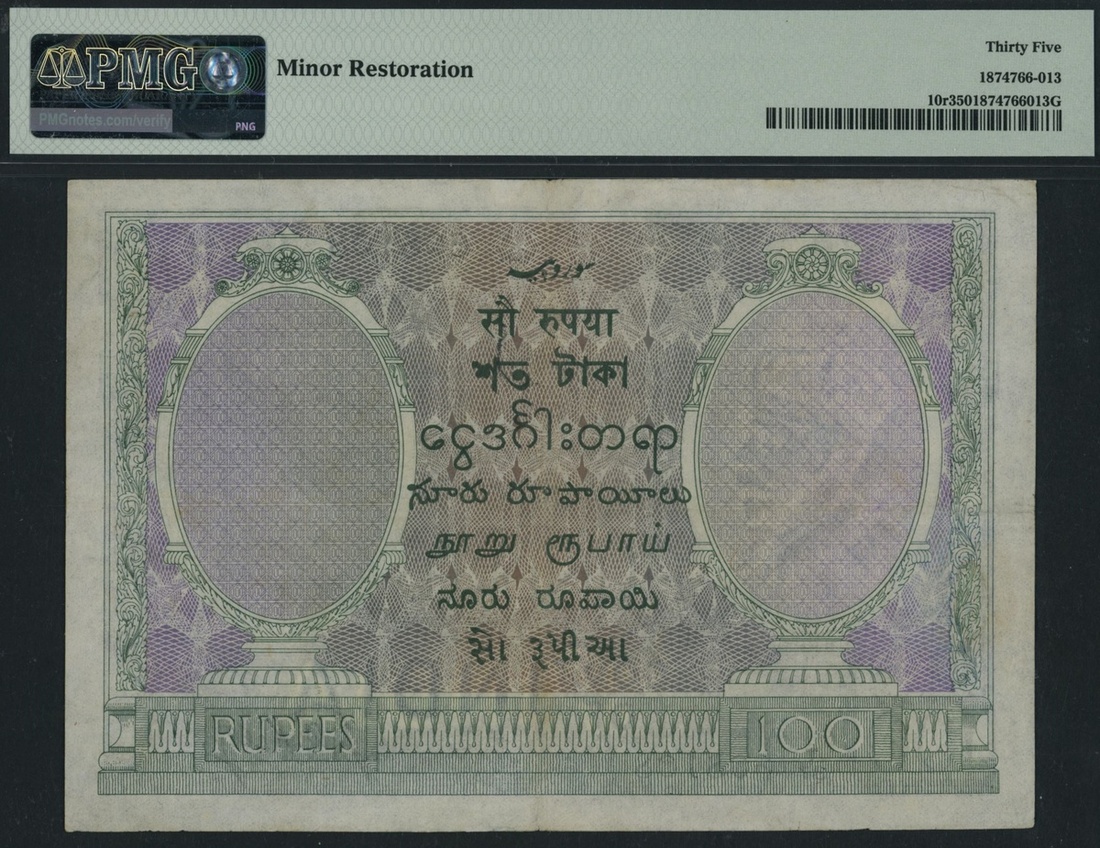 PMG
PMGnotes.com/verify
PNG
Minor Restoration
Thirty Five
1874766-013
10r3501874766013G
سو روپیہ
सौ रुपया
শত টাকা
ငွေဒင်္ဂါးတရာ
నూరు రూపాయీలు
நூறு ரூபாய்
ನೂರು ರೂಪಾಯಿ
સો રૂપીઆ
RUPEES
100